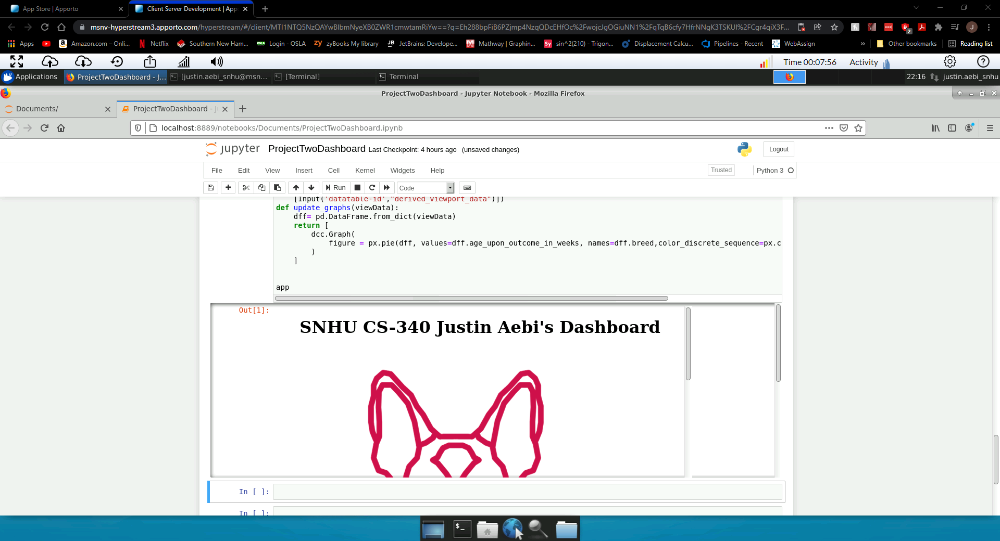 App Store | Apporto
Client Server Development | App
msnv-hyperstream3.apporto.com/hyperstream/#/client/MTI1NTQ5NzQAYwBlbmNyeXB0ZWR1cmwtamRiYw==?q=Eh288bpFiB6PZjmp4NzqQDcEHfOc%2FwojcJgOGiuNN1%2FqTqB6cfy7HfrNNgK3TSKUl%2FCgr4qiX3F...
2
J
Apps
Amazon.com – Onli...
Netflix
Southern New Ham...
Login - OSLA
zyBooks My library
JetBrains: Develope...
Mathway | Graphin...
sin^2(210) - Trigon...
Displacement Calcu...
Pipelines - Recent
WebAssign
»
Other bookmarks
Reading list
Time 00:07:56
Activity
Applications
ProjectTwoDashboard - J...
[justin.aebi_snhu@msn...
[Terminal]
Terminal
22:16
justin.aebi_snhu
ProjectTwoDashboard - Jupyter Notebook - Mozilla Firefox
Documents/
ProjectTwoDashboard - J
localhost:8889/notebooks/Documents/ProjectTwoDashboard.ipynb
jupyter ProjectTwoDashboard Last Checkpoint: 4 hours ago (unsaved changes)
Logout
File Edit View Insert Cell Kernel Widgets Help
Trusted
Python 3
Run
Code
[Input('datatable-id',"derived_viewport_data")])
def update_graphs(viewData):
dff= pd.DataFrame.from_dict(viewData)
return [
dcc.Graph(
figure = px.pie(dff, values=dff.age_upon_outcome_in_weeks, names=dff.breed,color_discrete_sequence=px.c
)
]
app
Out[1]:
SNHU CS-340 Justin Aebi's Dashboard
In [ ]:
In [ ]: